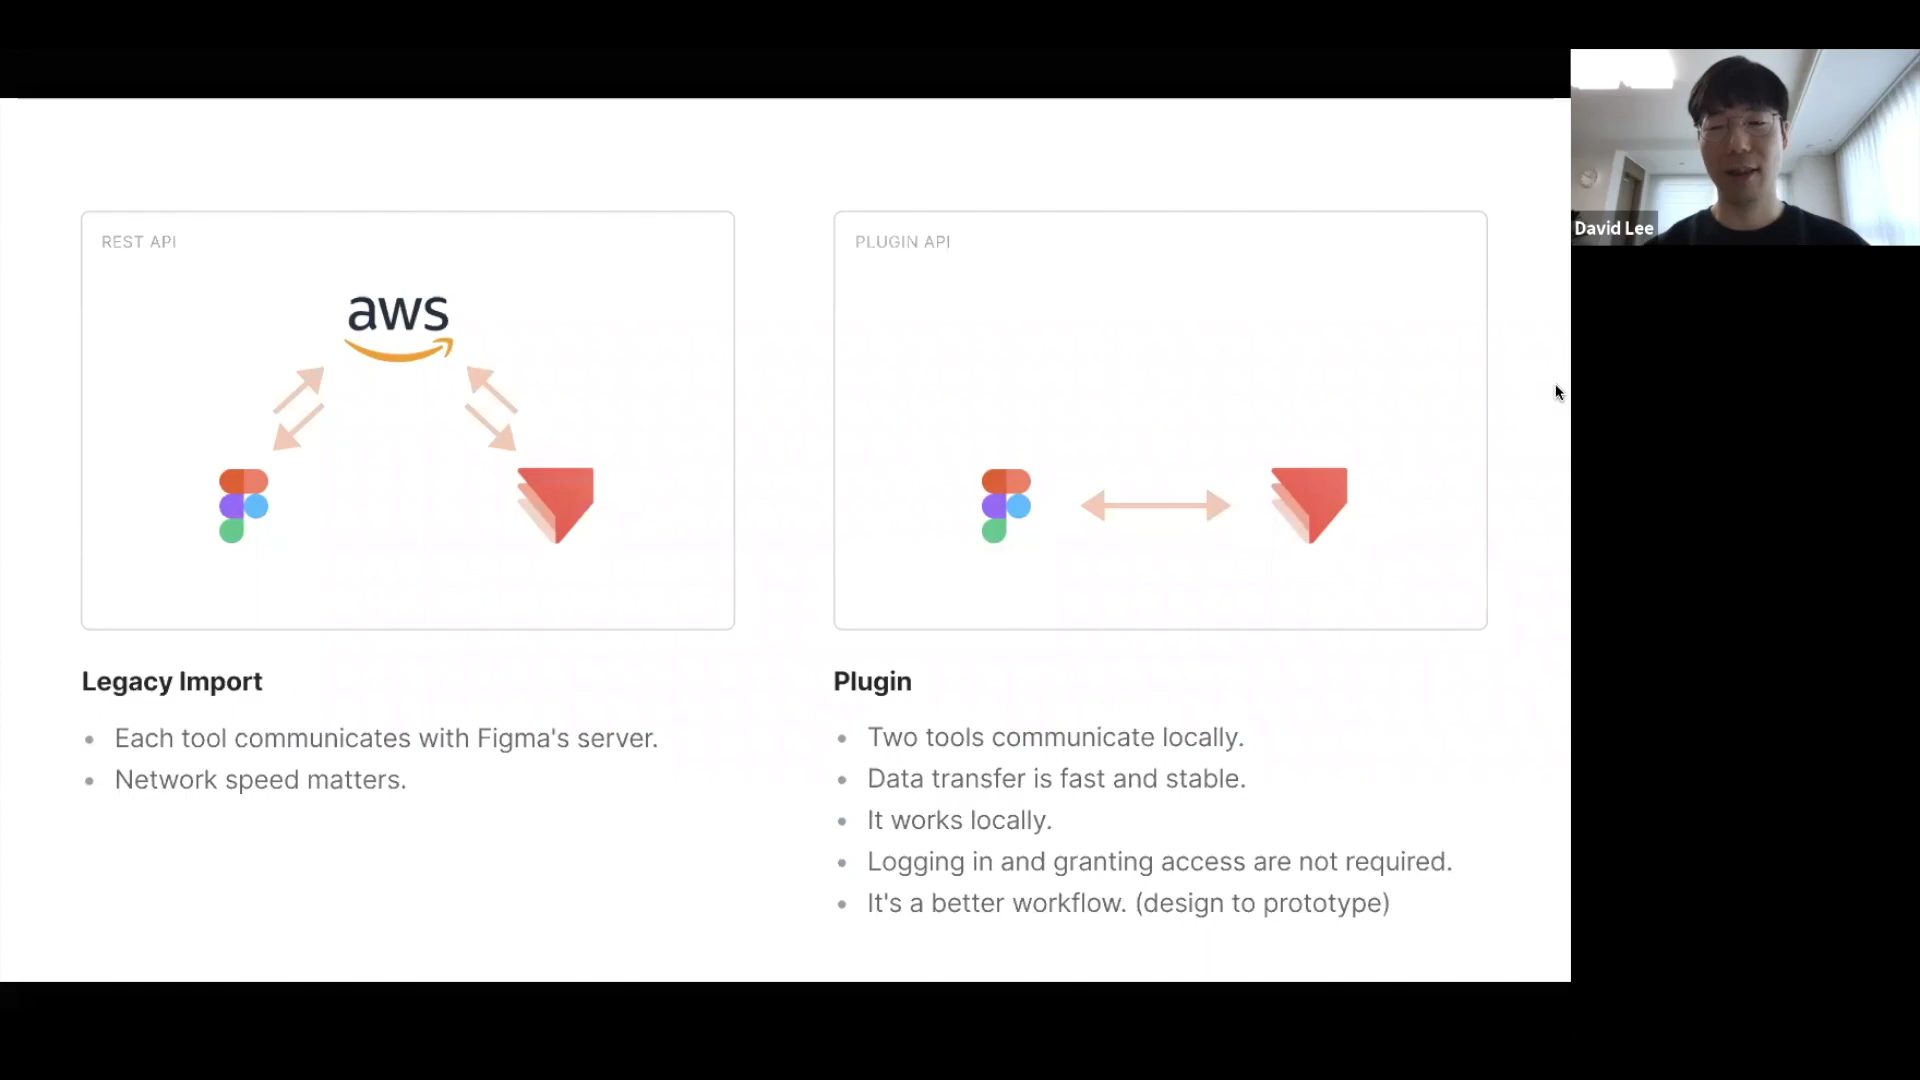 REST API
aws
Legacy Import
Each tool communicates with Figma's server.
Network speed matters.
PLUGIN API
Plugin
Two tools communicate locally.
Data transfer is fast and stable.
It works locally.
Logging in and granting access are not required.
It's a better workflow. (design to prototype)
David Lee